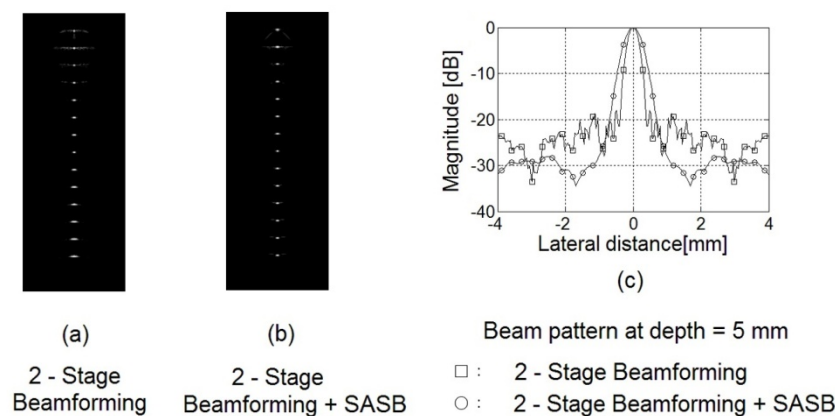 (a)
2 - Stage
Beamforming
(b)
2 - Stage
Beamforming + SASB
Magnitude [dB]
0
-10
-20
-30
-40
-4
-2
0
2
4
Lateral distance[mm]
(c)
Beam pattern at depth = 5 mm
□ : 2 - Stage Beamforming
○ : 2 - Stage Beamforming + SASB